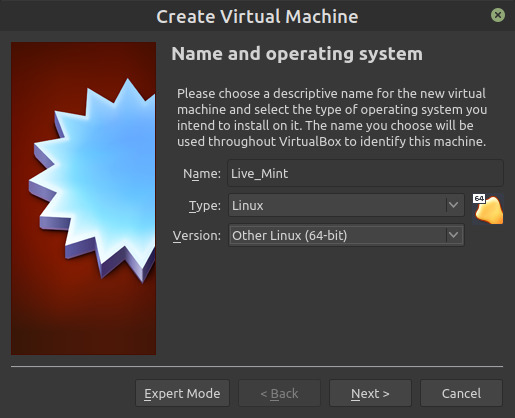 Create Virtual Machine
Name and operating system
Please choose a descriptive name for the new virtual
machine and select the type of operating system you
intend to install on it. The name you choose will be
used throughout VirtualBox to identify this machine.
Name: Live_Mint
Type: Linux
64
Version: Other Linux (64-bit)
Expert Mode < Back Next > Cancel